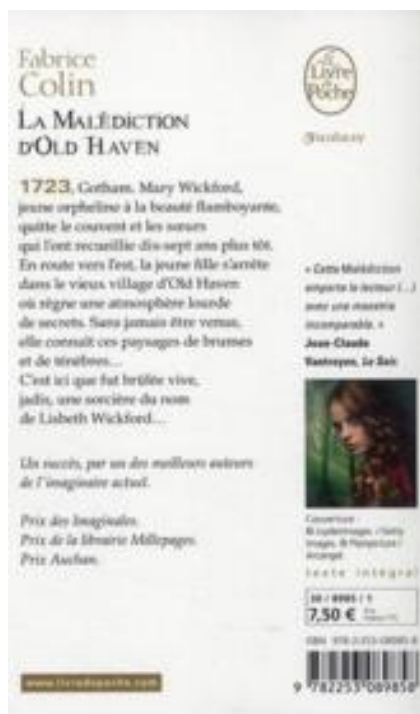 Fabrice
Colin
LA MALÉDICTION
D'OLD HAVEN
1723, Gotham. Mary Wickford,
jeune orpheline à la beauté flamboyante,
quitte le couvent et les sœurs
qui l'ont recueillie dix-sept ans plus tôt.
En route vers l'est, la jeune fille s'arrête
dans le vieux village d'Old Haven
où règne une atmosphère lourde
de secrets. Sans jamais être venue,
elle connaît ces paysages de brumes
et de ténèbres…
C'est ici que fut brûlée vive,
jadis, une sorcière du nom
de Lisbeth Wickford…
Un succès, par un des meilleurs auteurs
de l'imaginaire actuel.
Prix des Imaginales.
Prix de la librairie Millepages.
Prix Auchan.
www.livredepoche.com
Le
Livre
de
Poche
« Cette Malédiction
emporte le lecteur (…)
avec une maestria
incomparable. »
Jean-Claude
Vantroyen, Le Soir.
Couverture :
images,
texte intégral
7,50 €
9 782253 089858